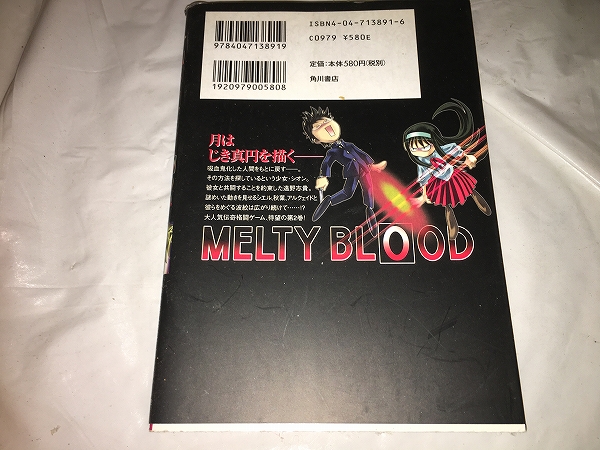 ISBN4-04-713891-6
C0979 ¥580E
9784047138919
定価:本体580円(税別)
角川書店
1920979005808
月は
じき真円を描く――
吸血鬼化した人間をもとに戻す――。
その方法を探しているという少女・シオン。
彼女と共闘することを約束した遠野志貴。
謎めいた動きを見せるシエル、秋葉、アルクェイドと
彼らをめぐる波紋は広がり続けて……!?
大人気伝奇格闘ゲーム、待望の第2巻!
MELTY BLOOD